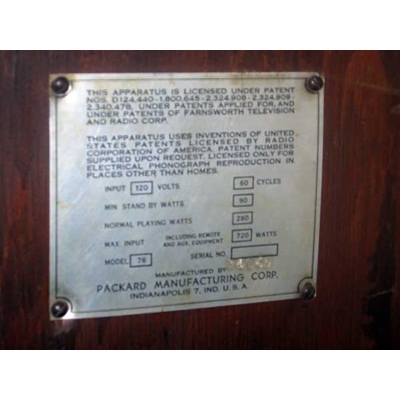 THIS APPARATUS IS LICENSED UNDER PATENT
NOS. D124,440-1,800,645-2,324,908-2,324,909-
2,340,478, UNDER PATENTS APPLIED FOR, AND
UNDER PATENTS OF FARNSWORTH TELEVISION
AND RADIO CORP.
THIS APPARATUS USES INVENTIONS OF UNITED
STATES PATENTS LICENSED BY RADIO
CORPORATION OF AMERICA, PATENT NUMBERS
SUPPLIED UPON REQUEST, LICENSED ONLY FOR
ELECTRICAL PHONOGRAPH REPRODUCTION IN
PLACES OTHER THAN HOMES.
INPUT 120 VOLTS 60 CYCLES
MIN. STAND BY WATTS 90
NORMAL PLAYING WATTS 280
MAX. INPUT INCLUDING REMOTE AND AUX. EQUIPMENT 720 WATTS
MODEL 76 SERIAL NO.
MANUFACTURED BY
PACKARD MANUFACTURING CORP.
INDIANAPOLIS 7, IND. U.S.A.